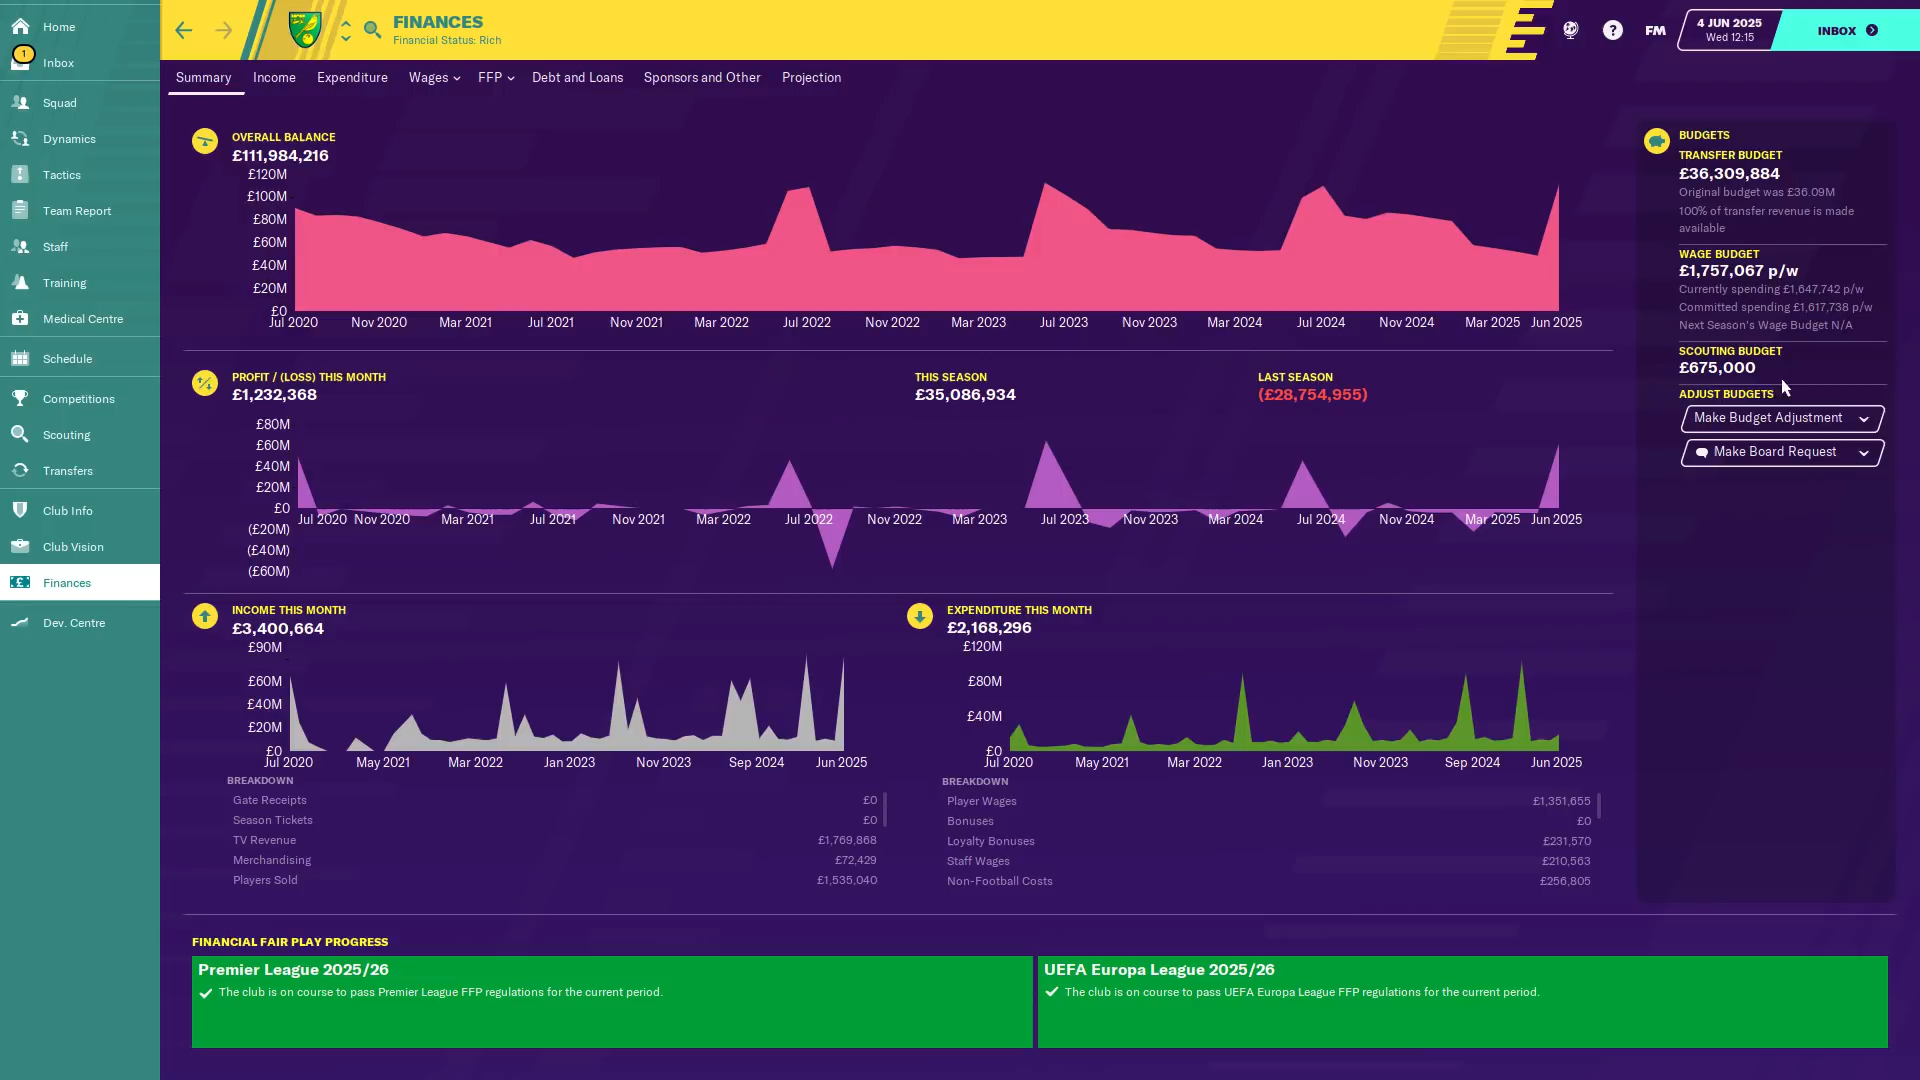 Home
1
Inbox
Squad
Dynamics
Tactics
Team Report
Staff
Training
Medical Centre
Schedule
Competitions
Scouting
Transfers
Club Info
Club Vision
Finances
Dev. Centre
FINANCES
Financial Status: Rich
?
FM
4 JUN 2025
Wed 12:15
INBOX
Summary Income Expenditure Wages FFP Debt and Loans Sponsors and Other Projection
OVERALL BALANCE
£111,984,216
£120M
£100M
£80M
£60M
£40M
£20M
£0
Jul 2020 Nov 2020 Mar 2021 Jul 2021 Nov 2021 Mar 2022 Jul 2022 Nov 2022 Mar 2023 Jul 2023 Nov 2023 Mar 2024 Jul 2024 Nov 2024 Mar 2025 Jun 2025
PROFIT / (LOSS) THIS MONTH
£1,232,368
THIS SEASON
£35,086,934
LAST SEASON
(£28,754,955)
£80M
£60M
£40M
£20M
£0
(£20M)
(£40M)
(£60M)
Jul 2020 Nov 2020 Mar 2021 Jul 2021 Nov 2021 Mar 2022 Jul 2022 Nov 2022 Mar 2023 Jul 2023 Nov 2023 Mar 2024 Jul 2024 Nov 2024 Mar 2025 Jun 2025
INCOME THIS MONTH
£3,400,664
£90M
£60M
£40M
£20M
£0
Jul 2020 May 2021 Mar 2022 Jan 2023 Nov 2023 Sep 2024 Jun 2025
BREAKDOWN
Gate Receipts £0
Season Tickets £0
TV Revenue £1,769,868
Merchandising £72,429
Players Sold £1,535,040
EXPENDITURE THIS MONTH
£2,168,296
£120M
£80M
£40M
£0
Jul 2020 May 2021 Mar 2022 Jan 2023 Nov 2023 Sep 2024 Jun 2025
BREAKDOWN
Player Wages £1,351,655
Bonuses £0
Loyalty Bonuses £231,570
Staff Wages £210,563
Non-Football Costs £256,805
BUDGETS
TRANSFER BUDGET
£36,309,884
Original budget was £36.09M
100% of transfer revenue is made
available
WAGE BUDGET
£1,757,067 p/w
Currently spending £1,647,742 p/w
Committed spending £1,617,738 p/w
Next Season's Wage Budget N/A
SCOUTING BUDGET
£675,000
ADJUST BUDGETS
Make Budget Adjustment
Make Board Request
FINANCIAL FAIR PLAY PROGRESS
Premier League 2025/26
The club is on course to pass Premier League FFP regulations for the current period.
UEFA Europa League 2025/26
The club is on course to pass UEFA Europa League FFP regulations for the current period.